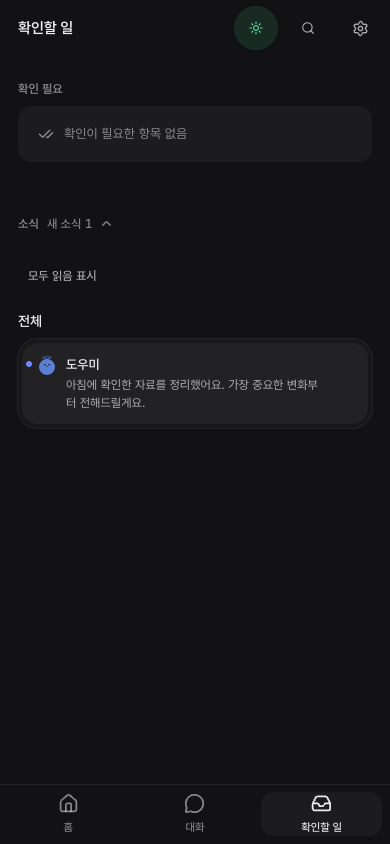 확인할 일
확인 필요
확인이 필요한 항목 없음
소식 새 소식 1
모두 읽음 표시
전체
도우미
아침에 확인한 자료를 정리했어요. 가장 중요한 변화부
터 전해드릴게요.
홈
대화
확인할 일